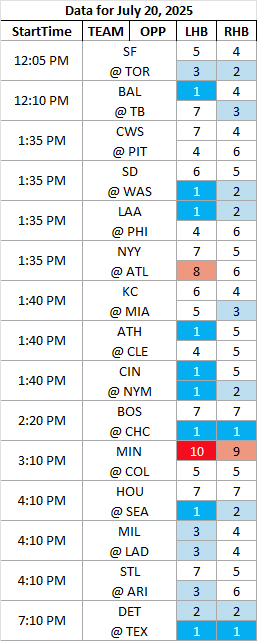 Data for July 20, 2025
StartTime TEAM OPP LHB RHB
12:05 PM
SF 5 4
@ TOR 3 2
12:10 PM
BAL 1 4
@ TB 7 3
1:35 PM
CWS 7 4
@ PIT 4 6
1:35 PM
SD 6 5
@ WAS 1 2
1:35 PM
LAA 1 2
@ PHI 4 6
1:35 PM
NYY 7 5
@ ATL 8 6
1:40 PM
KC 6 4
@ MIA 5 3
1:40 PM
ATH 1 5
@ CLE 4 5
1:40 PM
CIN 1 5
@ NYM 1 2
2:20 PM
BOS 7 7
@ CHC 1 1
3:10 PM
MIN 10 9
@ COL 5 5
4:10 PM
HOU 7 7
@ SEA 1 2
4:10 PM
MIL 3 4
@ LAD 3 4
4:10 PM
STL 7 5
@ ARI 3 6
7:10 PM
DET 2 2
@ TEX 1 1